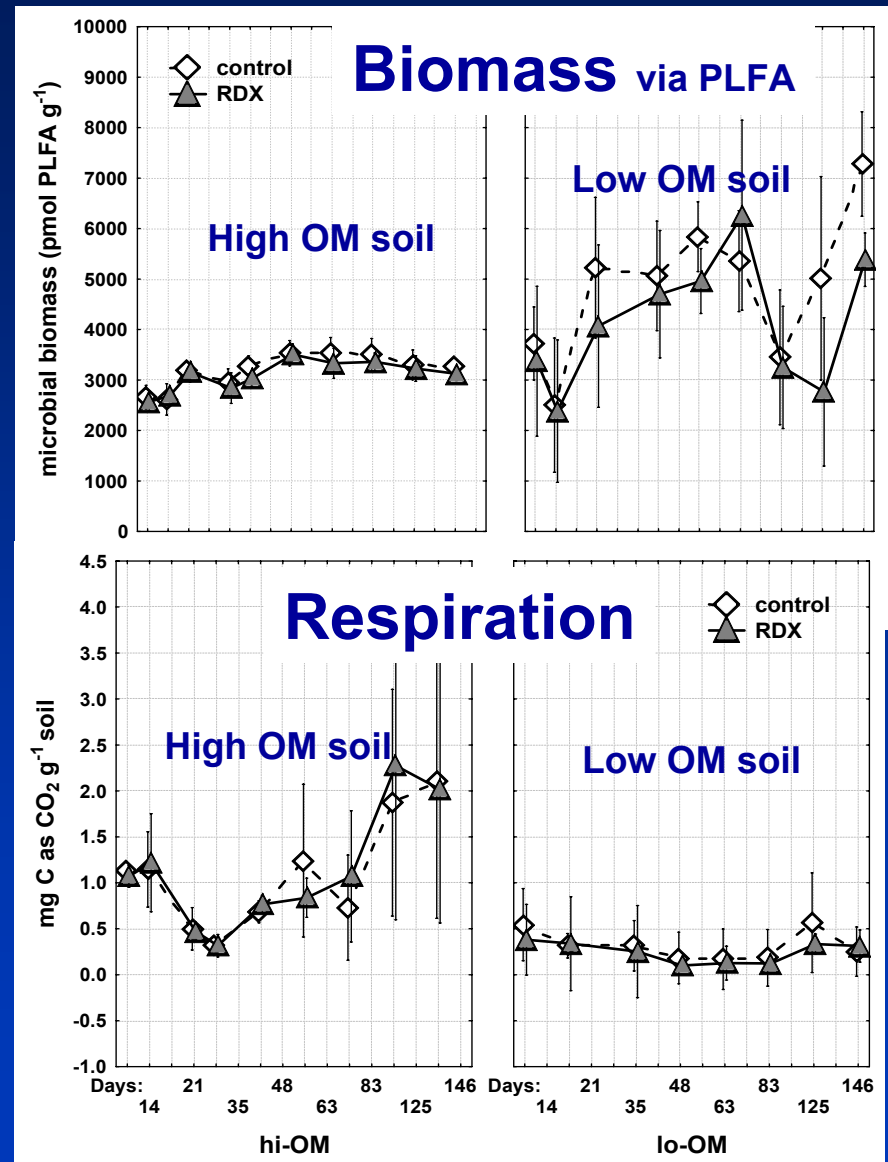 Biomass via PLFA
control
RDX
High OM soil
Low OM soil
microbial biomass (pmol PLFA g-1)
10000
9000
8000
7000
6000
5000
4000
3000
2000
1000
0
Respiration
control
RDX
High OM soil
Low OM soil
mg C as CO2 g-1 soil
4.5
4.0
3.5
3.0
2.5
2.0
1.5
1.0
0.5
0.0
-0.5
-1.0
Days: 21 48 83 146 Days: 21 48 83 146
14 35 63 125 14 35 63 125
hi-OM lo-OM